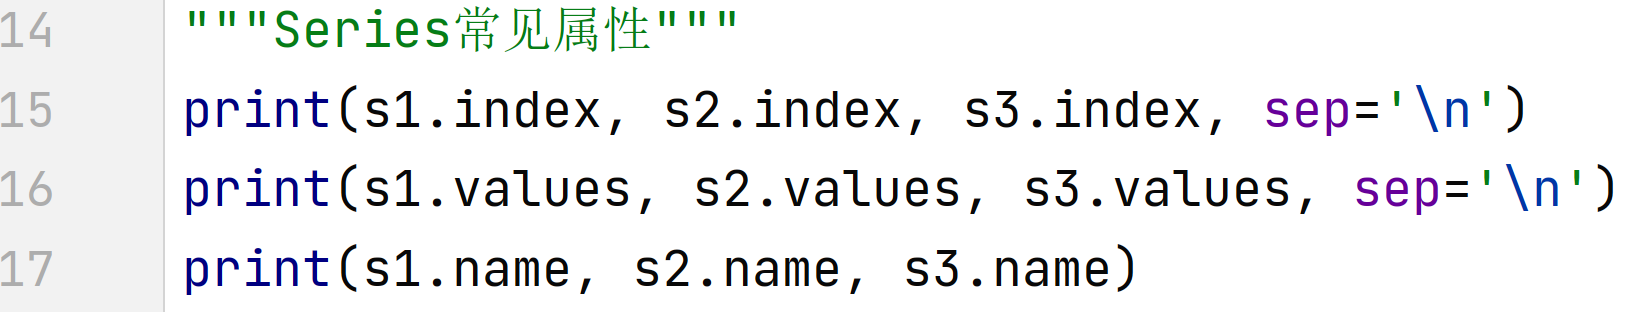 14 """Series常见属性"""
15 print(s1.index, s2.index, s3.index, sep='\n')
16 print(s1.values, s2.values, s3.values, sep='\n')
17 print(s1.name, s2.name, s3.name)